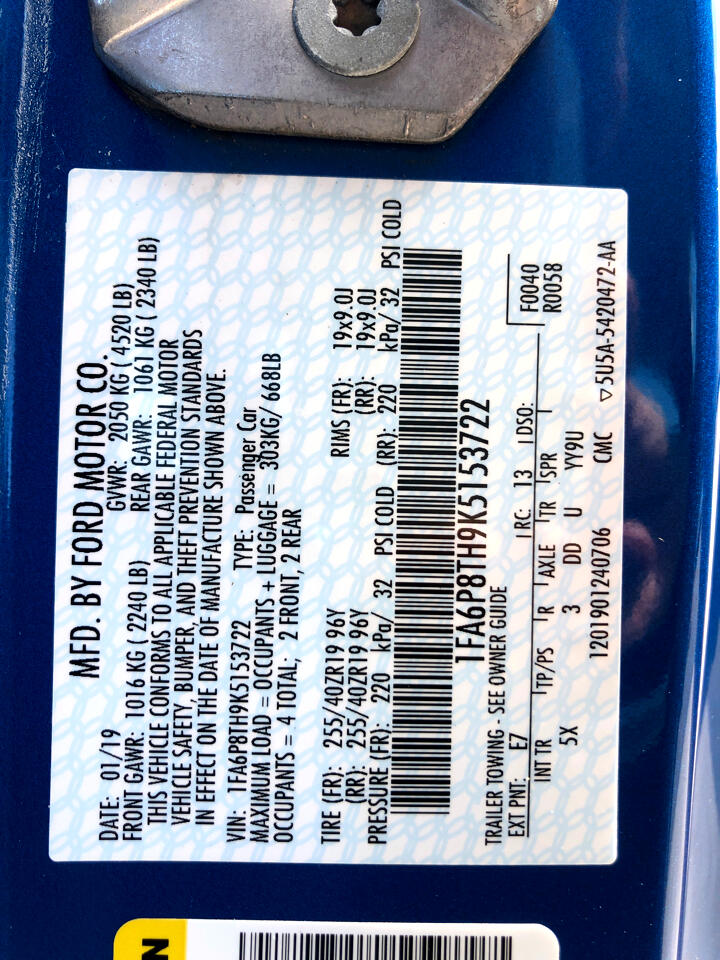 MFD. BY FORD MOTOR CO.
DATE: 01/19 GVWR: 2050 KG ( 4520 LB)
FRONT GAWR: 1016 KG (2240 LB) REAR GAWR: 1061 KG ( 2340 LB)
THIS VEHICLE CONFORMS TO ALL APPLICABLE FEDERAL MOTOR
VEHICLE SAFETY, BUMPER, AND THEFT PREVENTION STANDARDS
IN EFFECT ON THE DATE OF MANUFACTURE SHOWN ABOVE.
VIN: 1FA6P8TH9K5153722 TYPE: Passenger Car
MAXIMUM LOAD = OCCUPANTS + LUGGAGE = 303KG/ 668LB
OCCUPANTS = 4 TOTAL; 2 FRONT, 2 REAR
TIRE (FR): 255/40ZR19 96Y RIMS (FR): 19x9.0J
(RR): 255/40ZR19 96Y (RR): 19x9.0J
PRESSURE (FR): 220 kPa/ 32 PSI COLD (RR): 220 kPa/ 32 PSI COLD
1FA6P8TH9K5153722
TRAILER TOWING - SEE OWNER GUIDE
F0040
EXT PNT: E7 RC: 13 DSO: R0058
INT TR TP/PS R AXLE TR SPR
5X 3 DD U YY9U
1201901240706 CMC ▽5U5A-5420472-AA
N